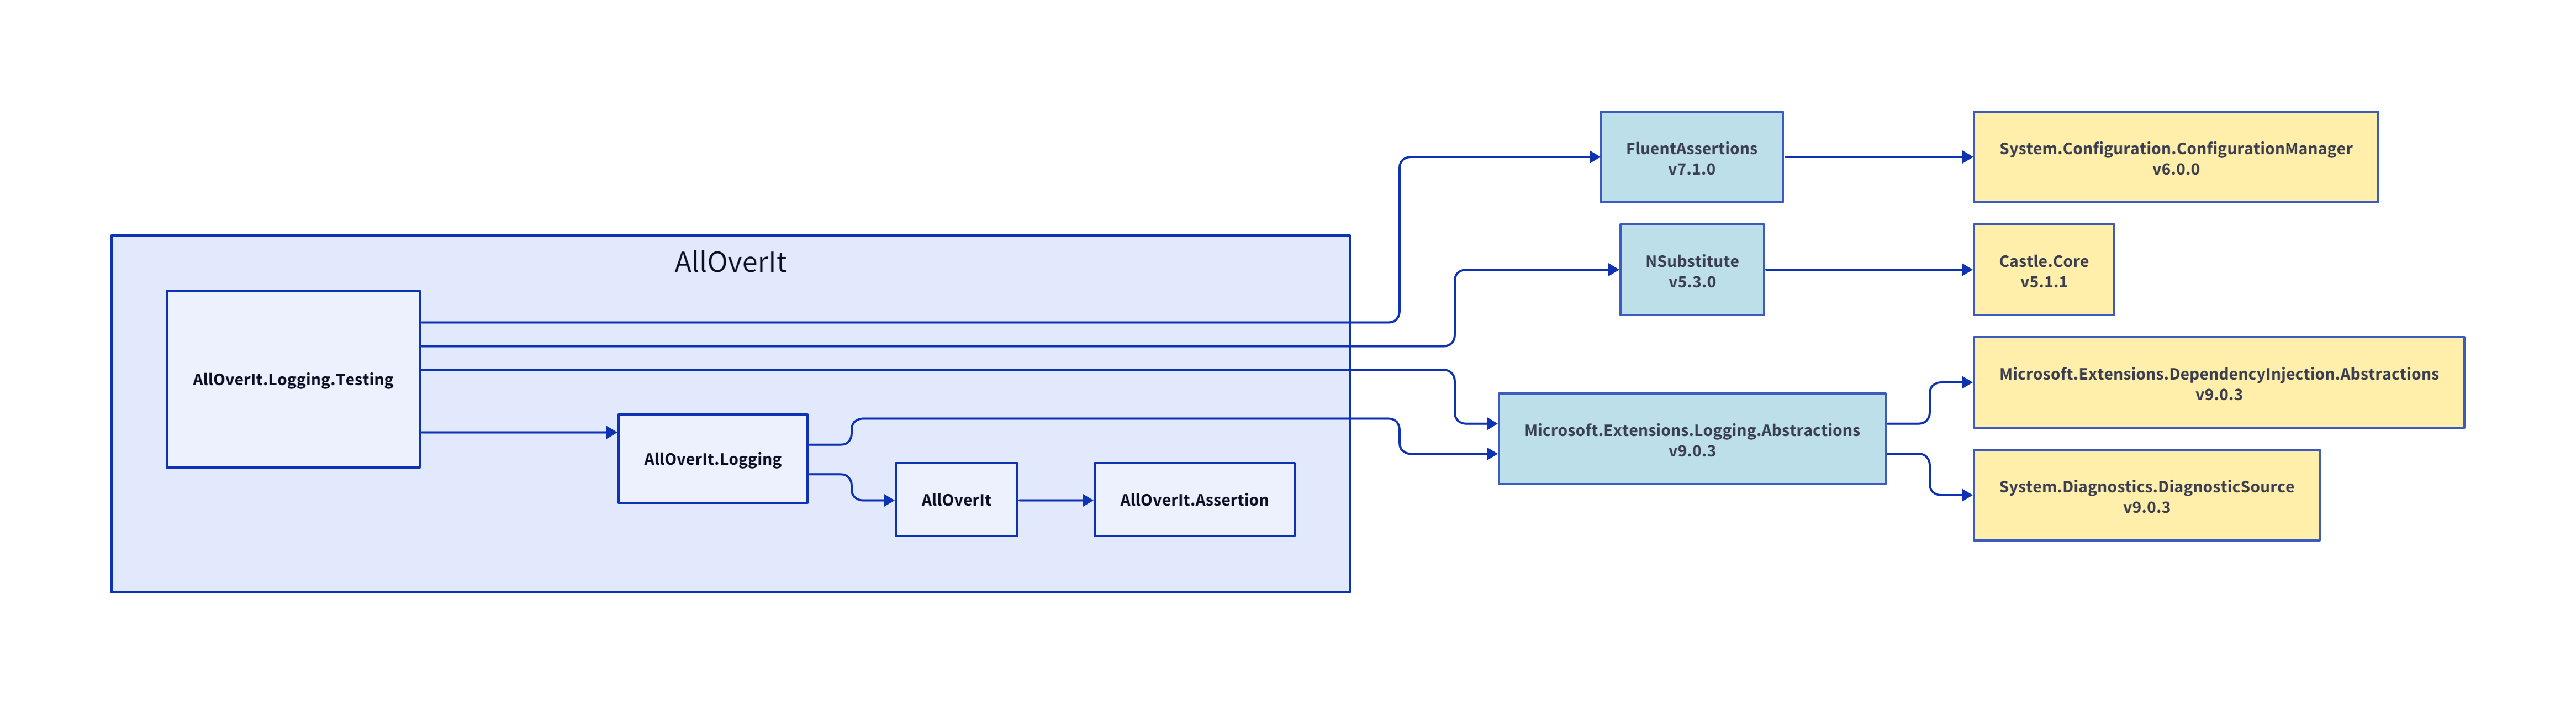 AllOverIt
AllOverIt.Logging.Testing
AllOverIt.Logging
AllOverIt
AllOverIt.Assertion
FluentAssertions
v7.1.0
NSubstitute
v5.3.0
Microsoft.Extensions.Logging.Abstractions
v9.0.3
System.Configuration.ConfigurationManager
v6.0.0
Castle.Core
v5.1.1
Microsoft.Extensions.DependencyInjection.Abstractions
v9.0.3
System.Diagnostics.DiagnosticSource
v9.0.3